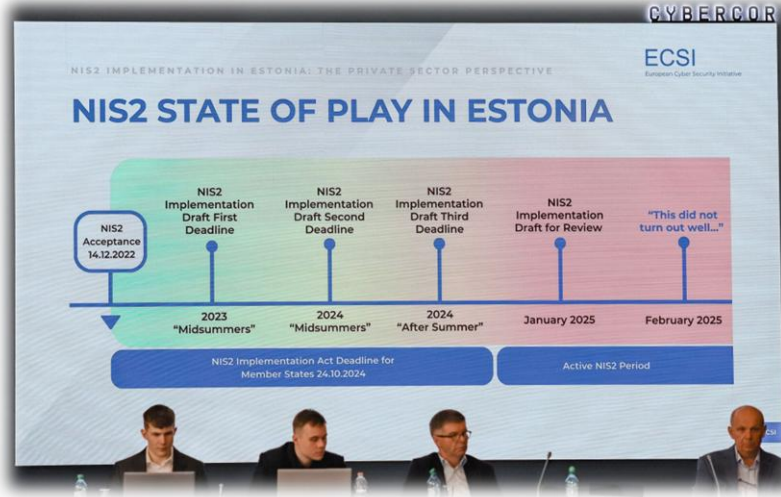 CYBERCOR
NIS2 IMPLEMENTATION IN ESTONIA: THE PRIVATE SECTOR PERSPECTIVE
ECSI
European Cyber Security Initiative
NIS2 STATE OF PLAY IN ESTONIA
NIS2
Acceptance
14.12.2022
NIS2
Implementation
Draft First
Deadline
NIS2
Implementation
Draft Second
Deadline
NIS2
Implementation
Draft Third
Deadline
NIS2
Implementation
Draft for Review
“This did not
turn out well...”
2023
“Midsummers”
2024
“Midsummers”
2024
“After Summer”
January 2025
February 2025
NIS2 Implementation Act Deadline for
Member States 24.10.2024
Active NIS2 Period
CSI